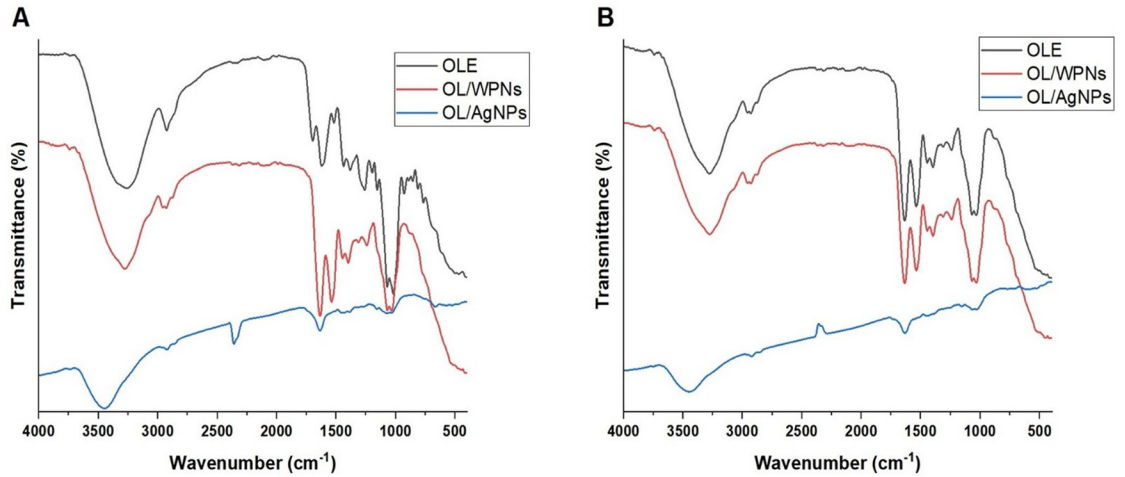 A
OLE
OL/WPNs
OL/AgNPs
Transmittance (%)
4000 3500 3000 2500 2000 1500 1000 500
Wavenumber (cm⁻¹)
B
OLE
OL/WPNs
OL/AgNPs
Transmittance (%)
4000 3500 3000 2500 2000 1500 1000 500
Wavenumber (cm⁻¹)